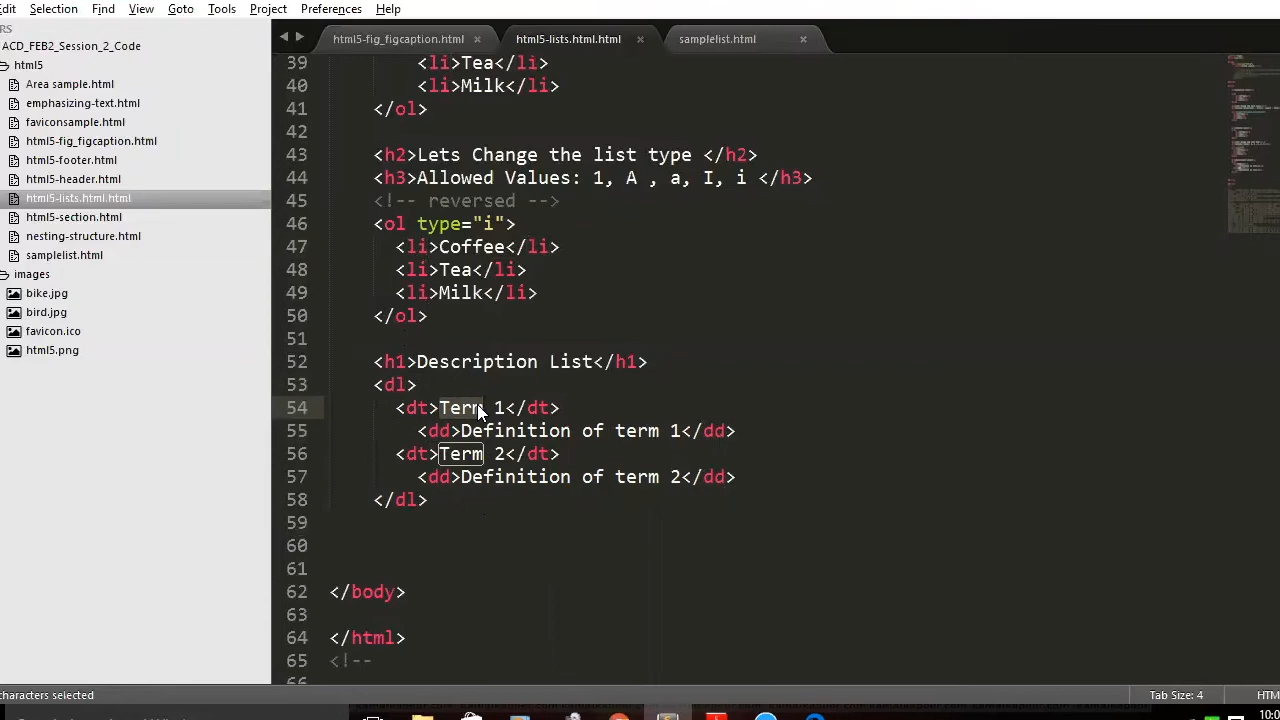 dit Selection Find View Goto Tools Project Preferences Help
RS
ACD_FEB2_Session_2_Code
html5
Area sample.html
emphasizing-text.html
faviconsample.html
html5-fig_figcaption.html
html5-footer.html
html5-header.html
html5-lists.html.html
html5-section.html
nesting-structure.html
samplelist.html
images
bike.jpg
bird.jpg
favicon.ico
html5.png
html5-fig_figcaption.html × html5-lists.html.html × samplelist.html ×
39 <li>Tea</li>
40 <li>Milk</li>
41 </ol>
42
43 <h2>Lets Change the list type </h2>
44 <h3>Allowed Values: 1, A , a, I, i </h3>
45 <!-- reversed -->
46 <ol type="i">
47 <li>Coffee</li>
48 <li>Tea</li>
49 <li>Milk</li>
50 </ol>
51
52 <h1>Description List</h1>
53 <dl>
54 <dt>Term 1</dt>
55 <dd>Definition of term 1</dd>
56 <dt>Term 2</dt>
57 <dd>Definition of term 2</dd>
58 </dl>
59
60
61
62 </body>
63
64 </html>
65 <!--
66
characters selected Tab Size: 4 HTM
10:0